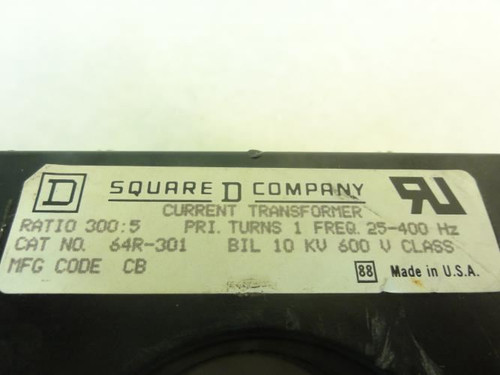 D SQUARE D COMPANY
CURRENT TRANSFORMER
RATIO 300:5 PRI. TURNS 1 FREQ. 25-400 Hz
CAT NO. 64R-301 BIL 10 KV 600 V CLASS
MFG CODE CB 88 Made in U.S.A.